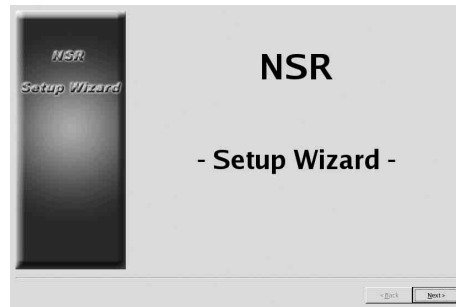 NSR
Setup Wizard
NSR
- Setup Wizard -
< Back
Next >